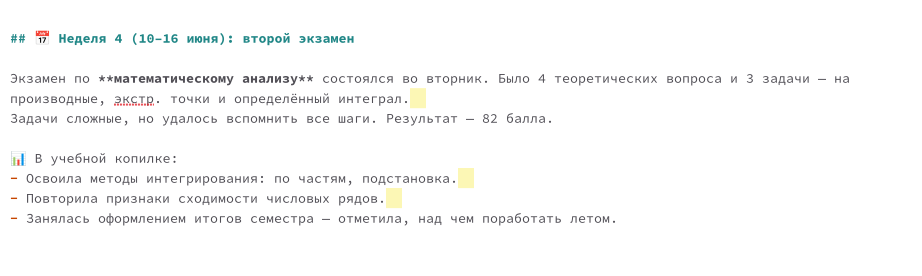 ## 📅 Неделя 4 (10–16 июня): второй экзамен
Экзамен по **математическому анализу** состоялся во вторник. Было 4 теоретических вопроса и 3 задачи — на
производные, экстр. точки и определённый интеграл.
Задачи сложные, но удалось вспомнить все шаги. Результат — 82 балла.
📊 В учебной копилке:
- Освоила методы интегрирования: по частям, подстановка.
- Повторила признаки сходимости числовых рядов.
- Занялась оформлением итогов семестра — отметила, над чем поработать летом.